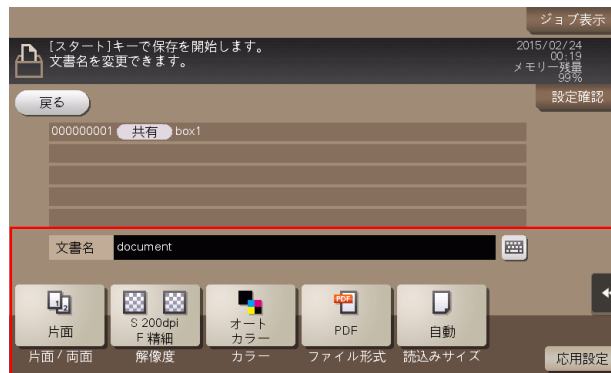 ジョブ表示
[スタート]キーで保存を開始します。
文書名を変更できます。
2015/02/24
00:19
メモリー残量
99%
戻る
設定確認
000000001 共有 box1
文書名 document
片面
S 200dpi
F 精細
オート
カラー
PDF
PDF
自動
片面/両面
解像度
カラー
ファイル形式
読込みサイズ
応用設定